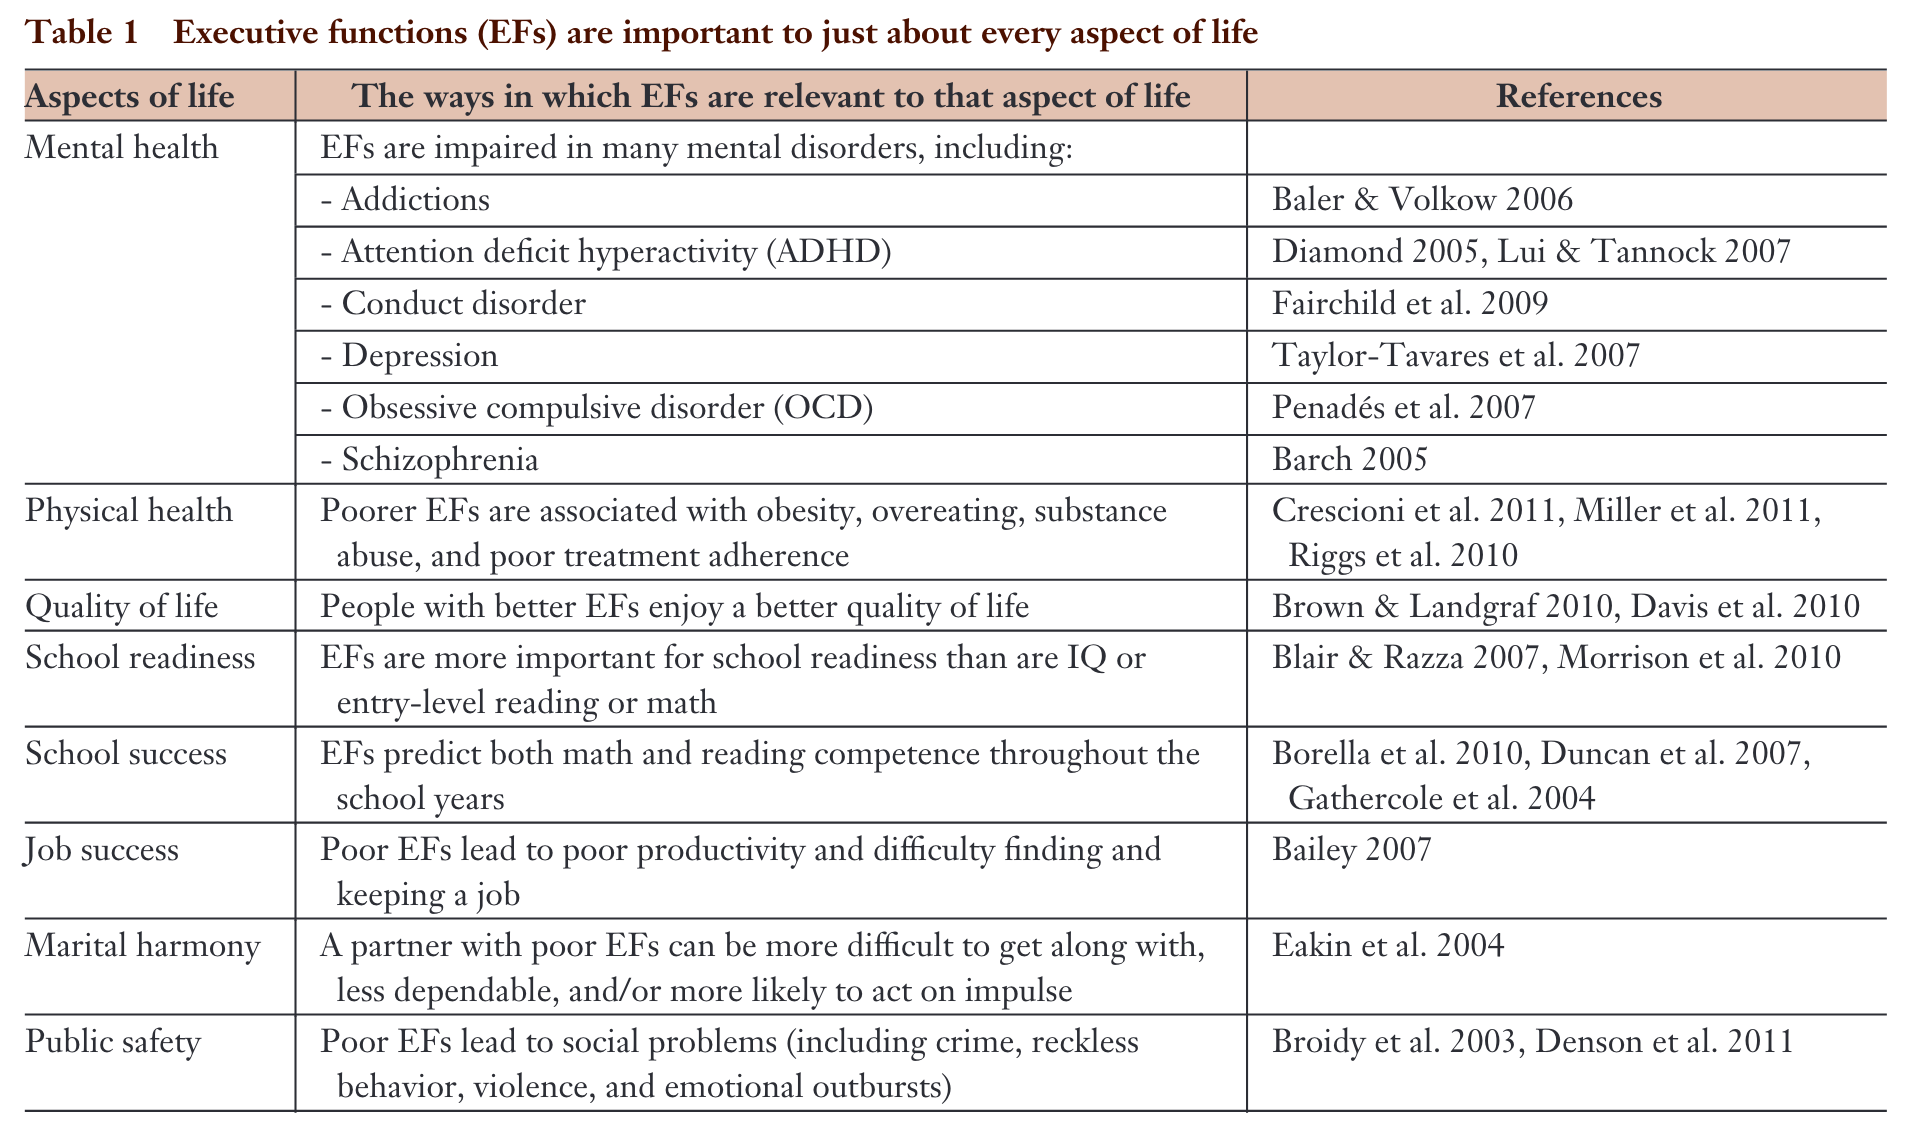 Table 1 Executive functions (EFs) are important to just about every aspect of life
Aspects of life The ways in which EFs are relevant to that aspect of life References
Mental health EFs are impaired in many mental disorders, including:
- Addictions Baler & Volkow 2006
- Attention deficit hyperactivity (ADHD) Diamond 2005, Lui & Tannock 2007
- Conduct disorder Fairchild et al. 2009
- Depression Taylor-Tavares et al. 2007
- Obsessive compulsive disorder (OCD) Penadés et al. 2007
- Schizophrenia Barch 2005
Physical health Poorer EFs are associated with obesity, overeating, substance Crescioni et al. 2011, Miller et al. 2011,
abuse, and poor treatment adherence Riggs et al. 2010
Quality of life People with better EFs enjoy a better quality of life Brown & Landgraf 2010, Davis et al. 2010
School readiness EFs are more important for school readiness than are IQ or Blair & Razza 2007, Morrison et al. 2010
entry-level reading or math
School success EFs predict both math and reading competence throughout the Borella et al. 2010, Duncan et al. 2007,
school years Gathercole et al. 2004
Job success Poor EFs lead to poor productivity and difficulty finding and Bailey 2007
keeping a job
Marital harmony A partner with poor EFs can be more difficult to get along with, Eakin et al. 2004
less dependable, and/or more likely to act on impulse
Public safety Poor EFs lead to social problems (including crime, reckless Broidy et al. 2003, Denson et al. 2011
behavior, violence, and emotional outbursts)